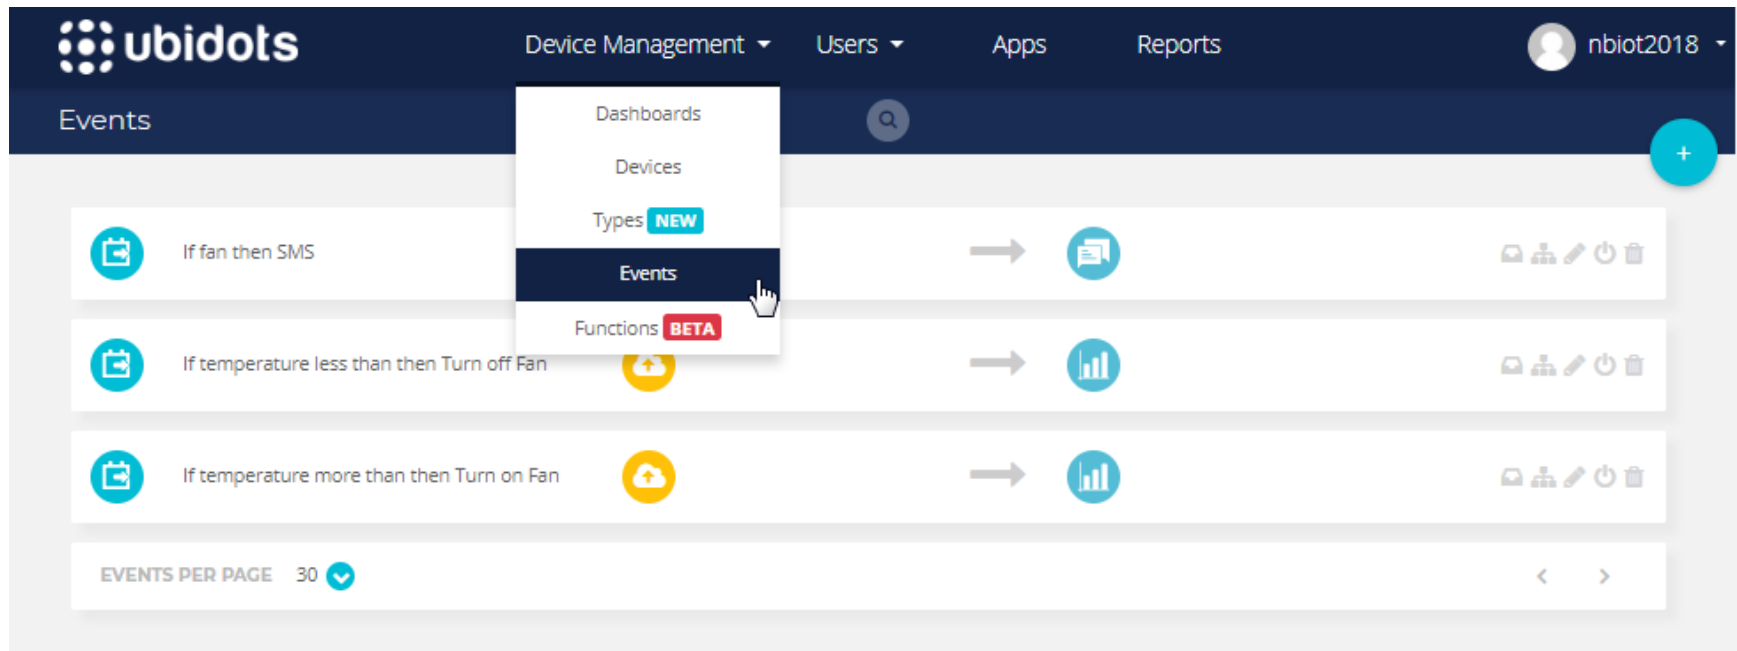 ubidots
Device Management
Users
Apps
Reports
nbiot2018
Events
Dashboards
Devices
Types NEW
Events
Functions BETA
+
If fan then SMS
If temperature less than then Turn off Fan
If temperature more than then Turn on Fan
EVENTS PER PAGE 30